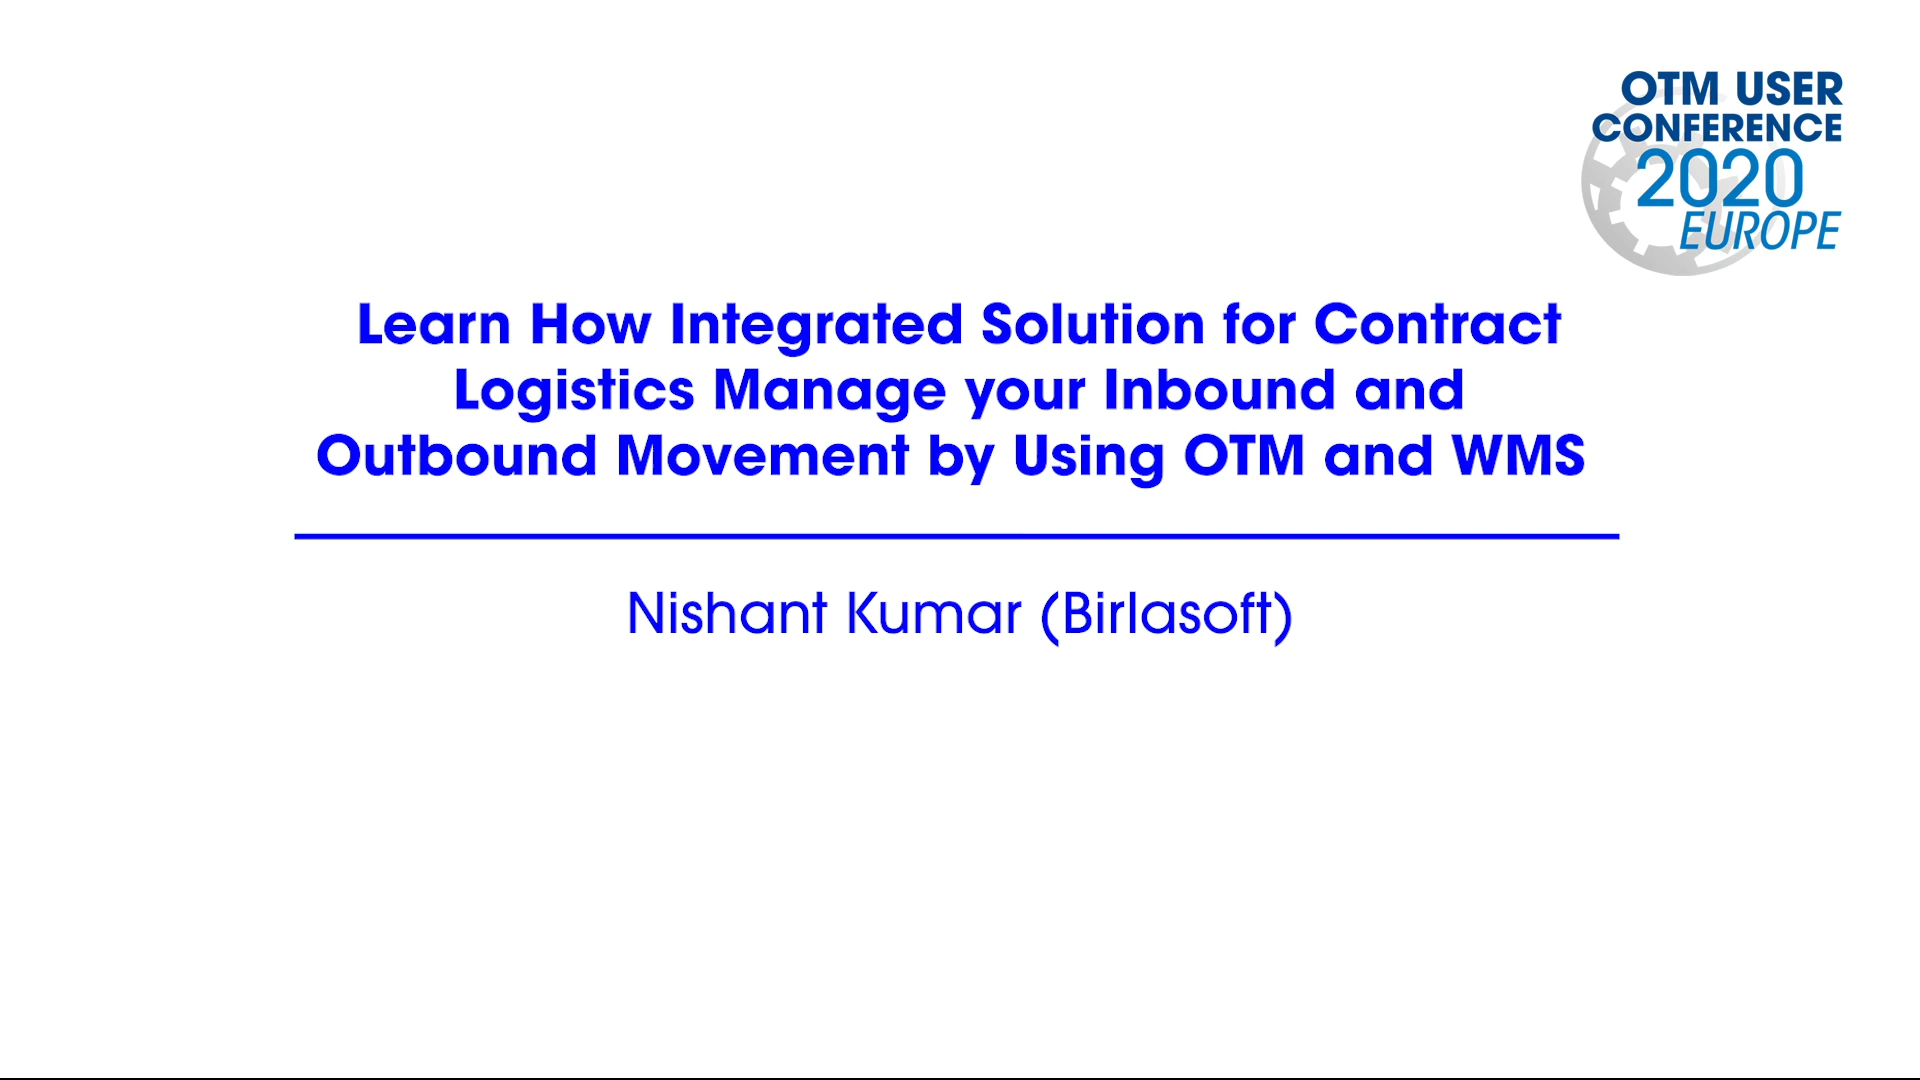 OTM USER
CONFERENCE
2020
EUROPE
Learn How Integrated Solution for Contract
Logistics Manage your Inbound and
Outbound Movement by Using OTM and WMS
Nishant Kumar (Birlasoft)